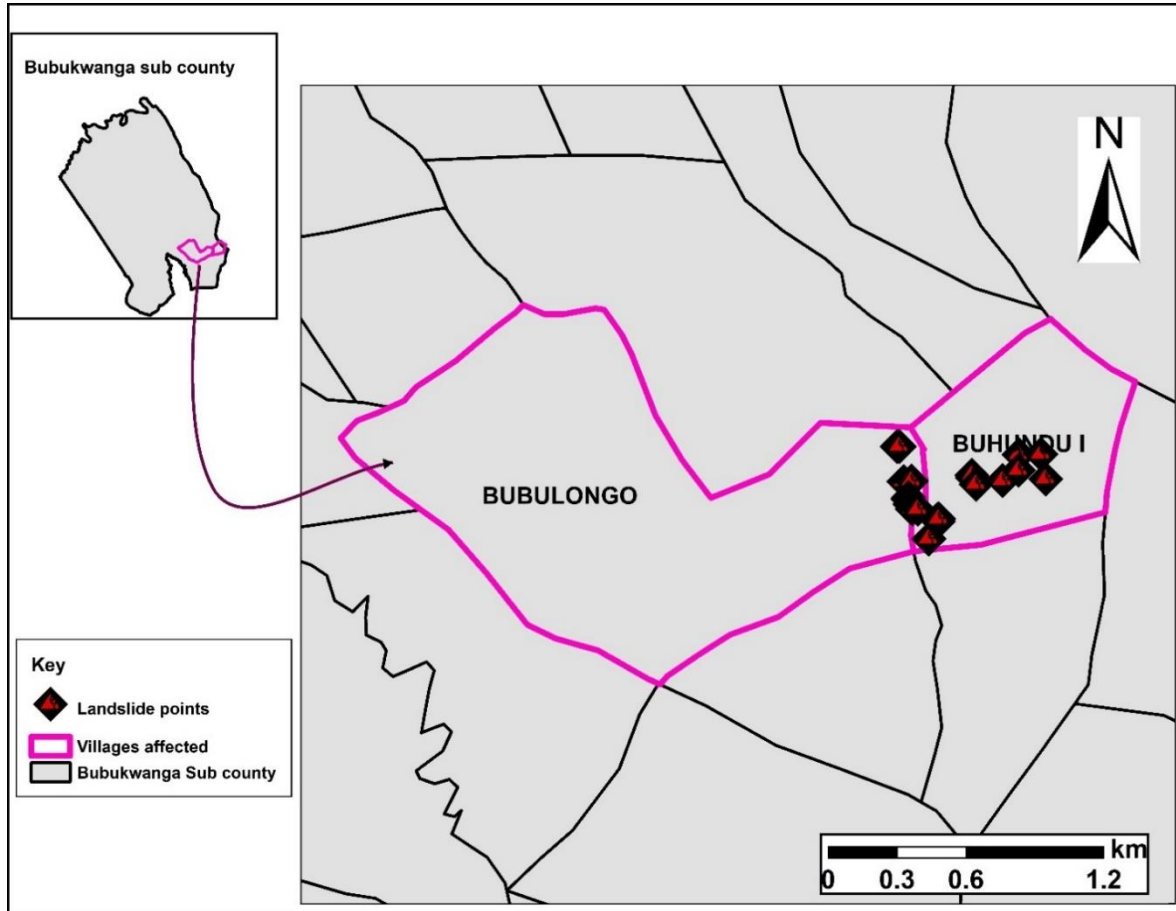 Bubukwanga sub county
N
BUHUNDU I
BUBULONGO
Key
Landslide points
Villages affected
Bubukwanga Sub county
km
0 0.3 0.6 1.2